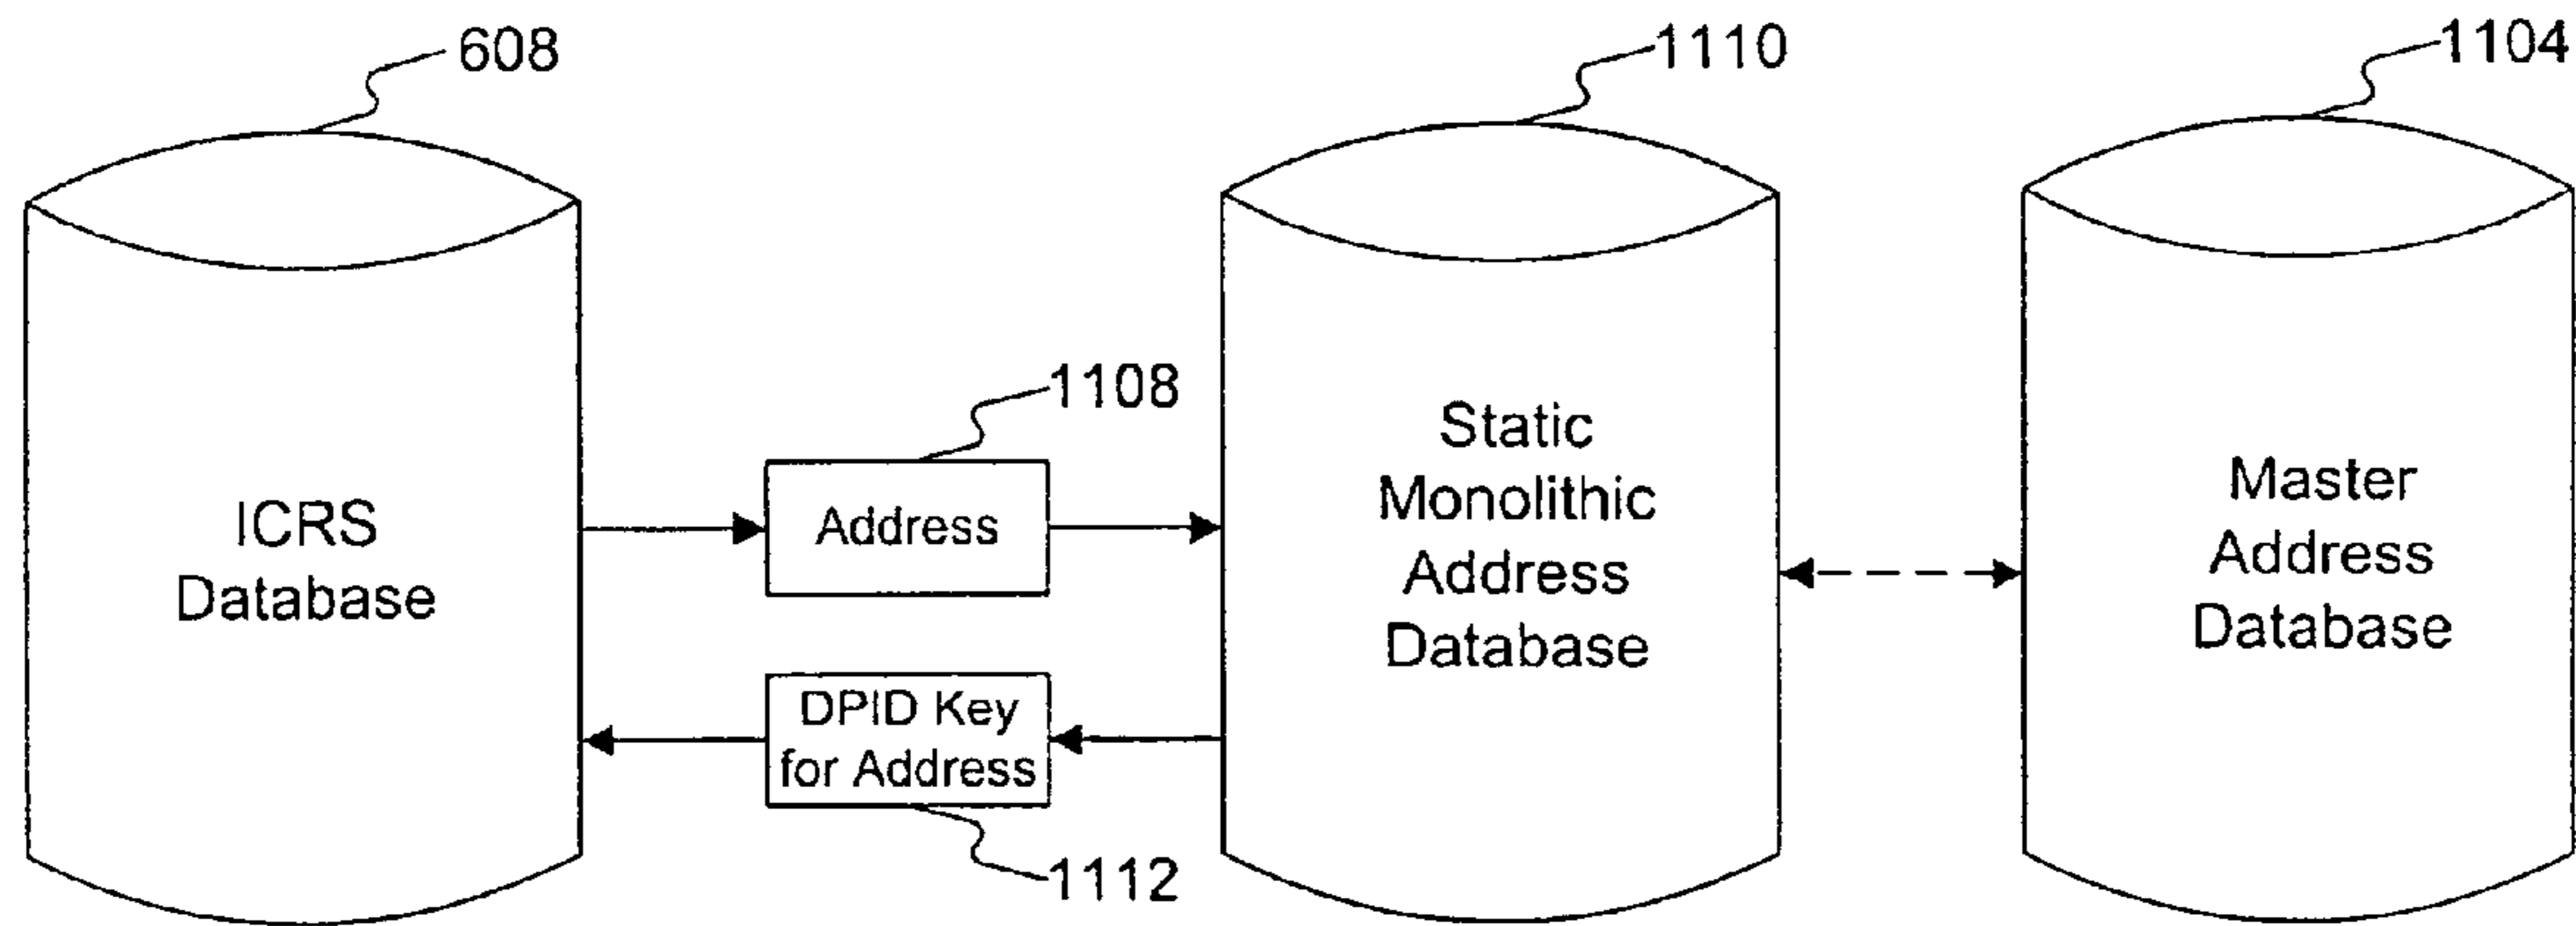 608
1110
1104
1108
ICRS
Database
Address
Static
Monolithic
Address
Database
Master
Address
Database
DPID Key
for Address
1112